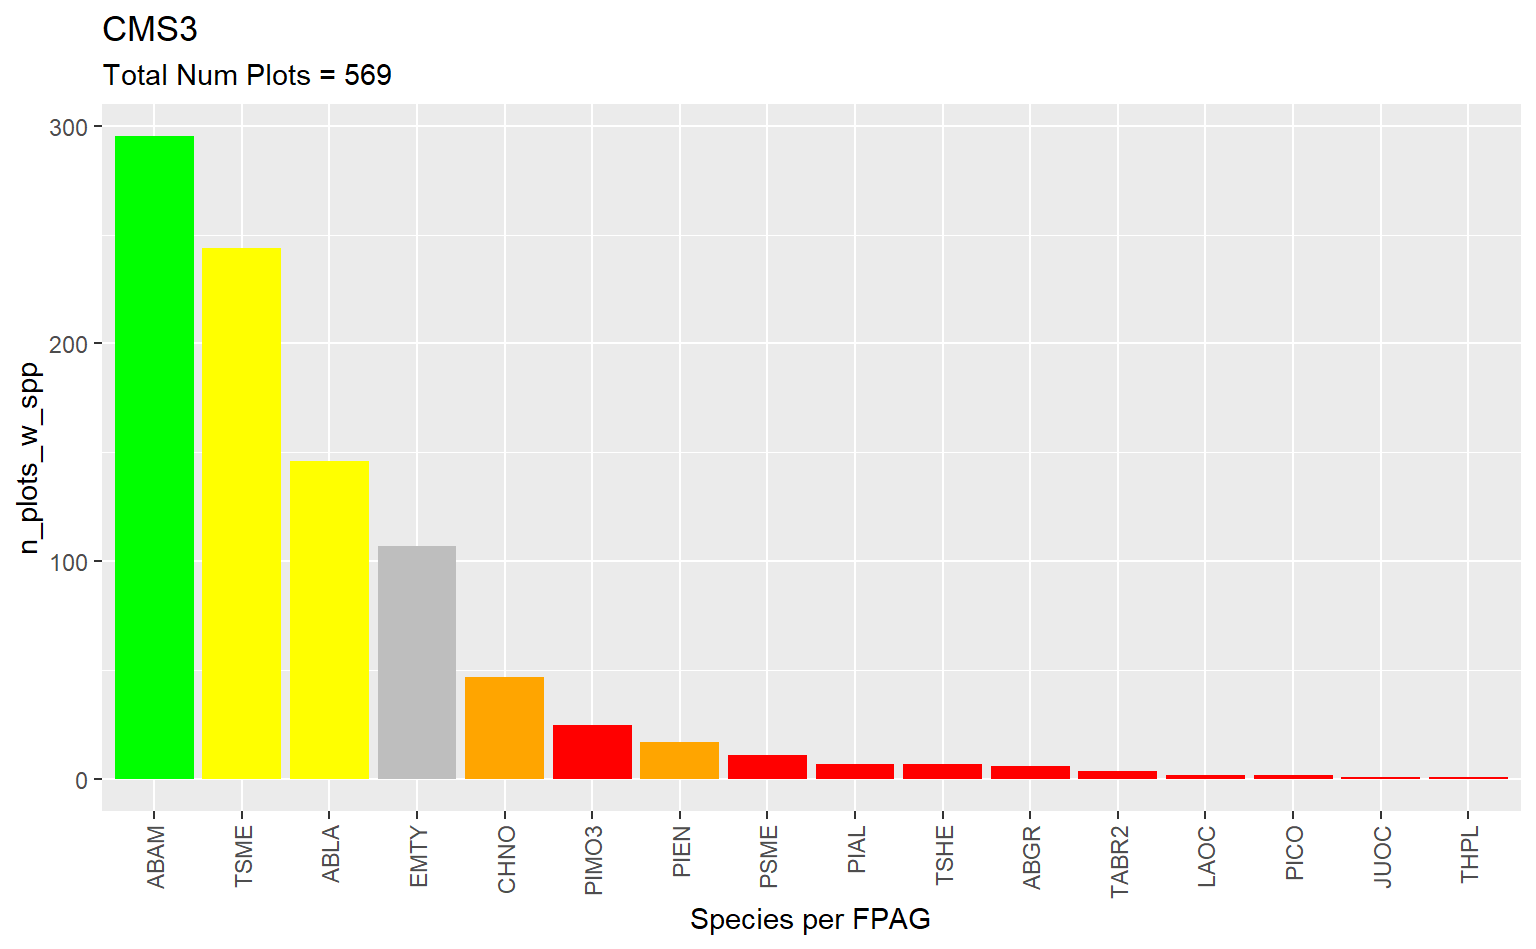 CMS3
Total Num Plots = 569
300
200
100
0
n_plots_w_spp
ABAM
TSME
ABLA
EMTY
CHNO
PIMO3
PIEN
PSME
PIAL
TSHE
ABGR
TABR2
LAOC
PICO
JUOC
THPL
Species per FPAG